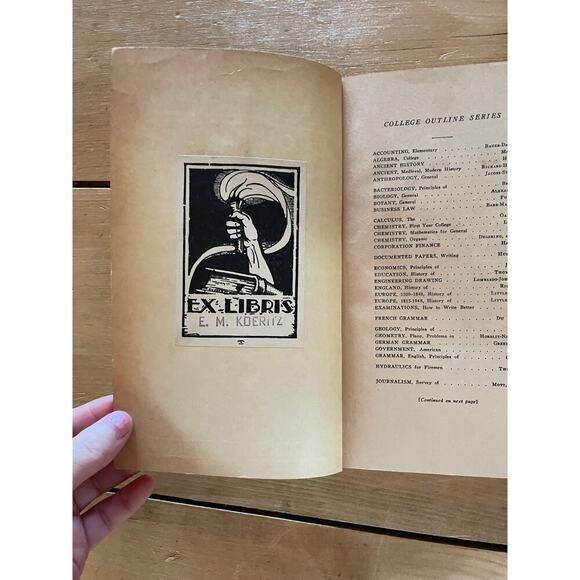 EX·LIBRIS
E. M. KOERITZ
COLLEGE OUTLINE SERIES
ACCOUNTING, Elementary
ALGEBRA, College
ANCIENT HISTORY
ANCIENT, Medieval, Modern History
ANTHROPOLOGY, General
BACTERIOLOGY, Principles of
BIOLOGY, General
BOTANY, General
BUSINESS LAW
CALCULUS, The
CHEMISTRY, First Year College
CHEMISTRY, Mathematics for General
CHEMISTRY, Organic
CORPORATION FINANCE
DOCUMENTED PAPERS, Writing
ECONOMICS, Principles of
EDUCATION, History of
ENGINEERING DRAWING
ENGLAND, History of
EUROPE, 1500-1848, History of
EUROPE, 1815-1948, History of
EXAMINATIONS, How to Write Better
FRENCH GRAMMAR
GEOLOGY, Principles of
GEOMETRY, Plane, Problems in
GERMAN GRAMMAR
GOVERNMENT, American
GRAMMAR, English, Principles of
HYDRAULICS for Firemen
JOURNALISM, Survey of
[Continued on next page]